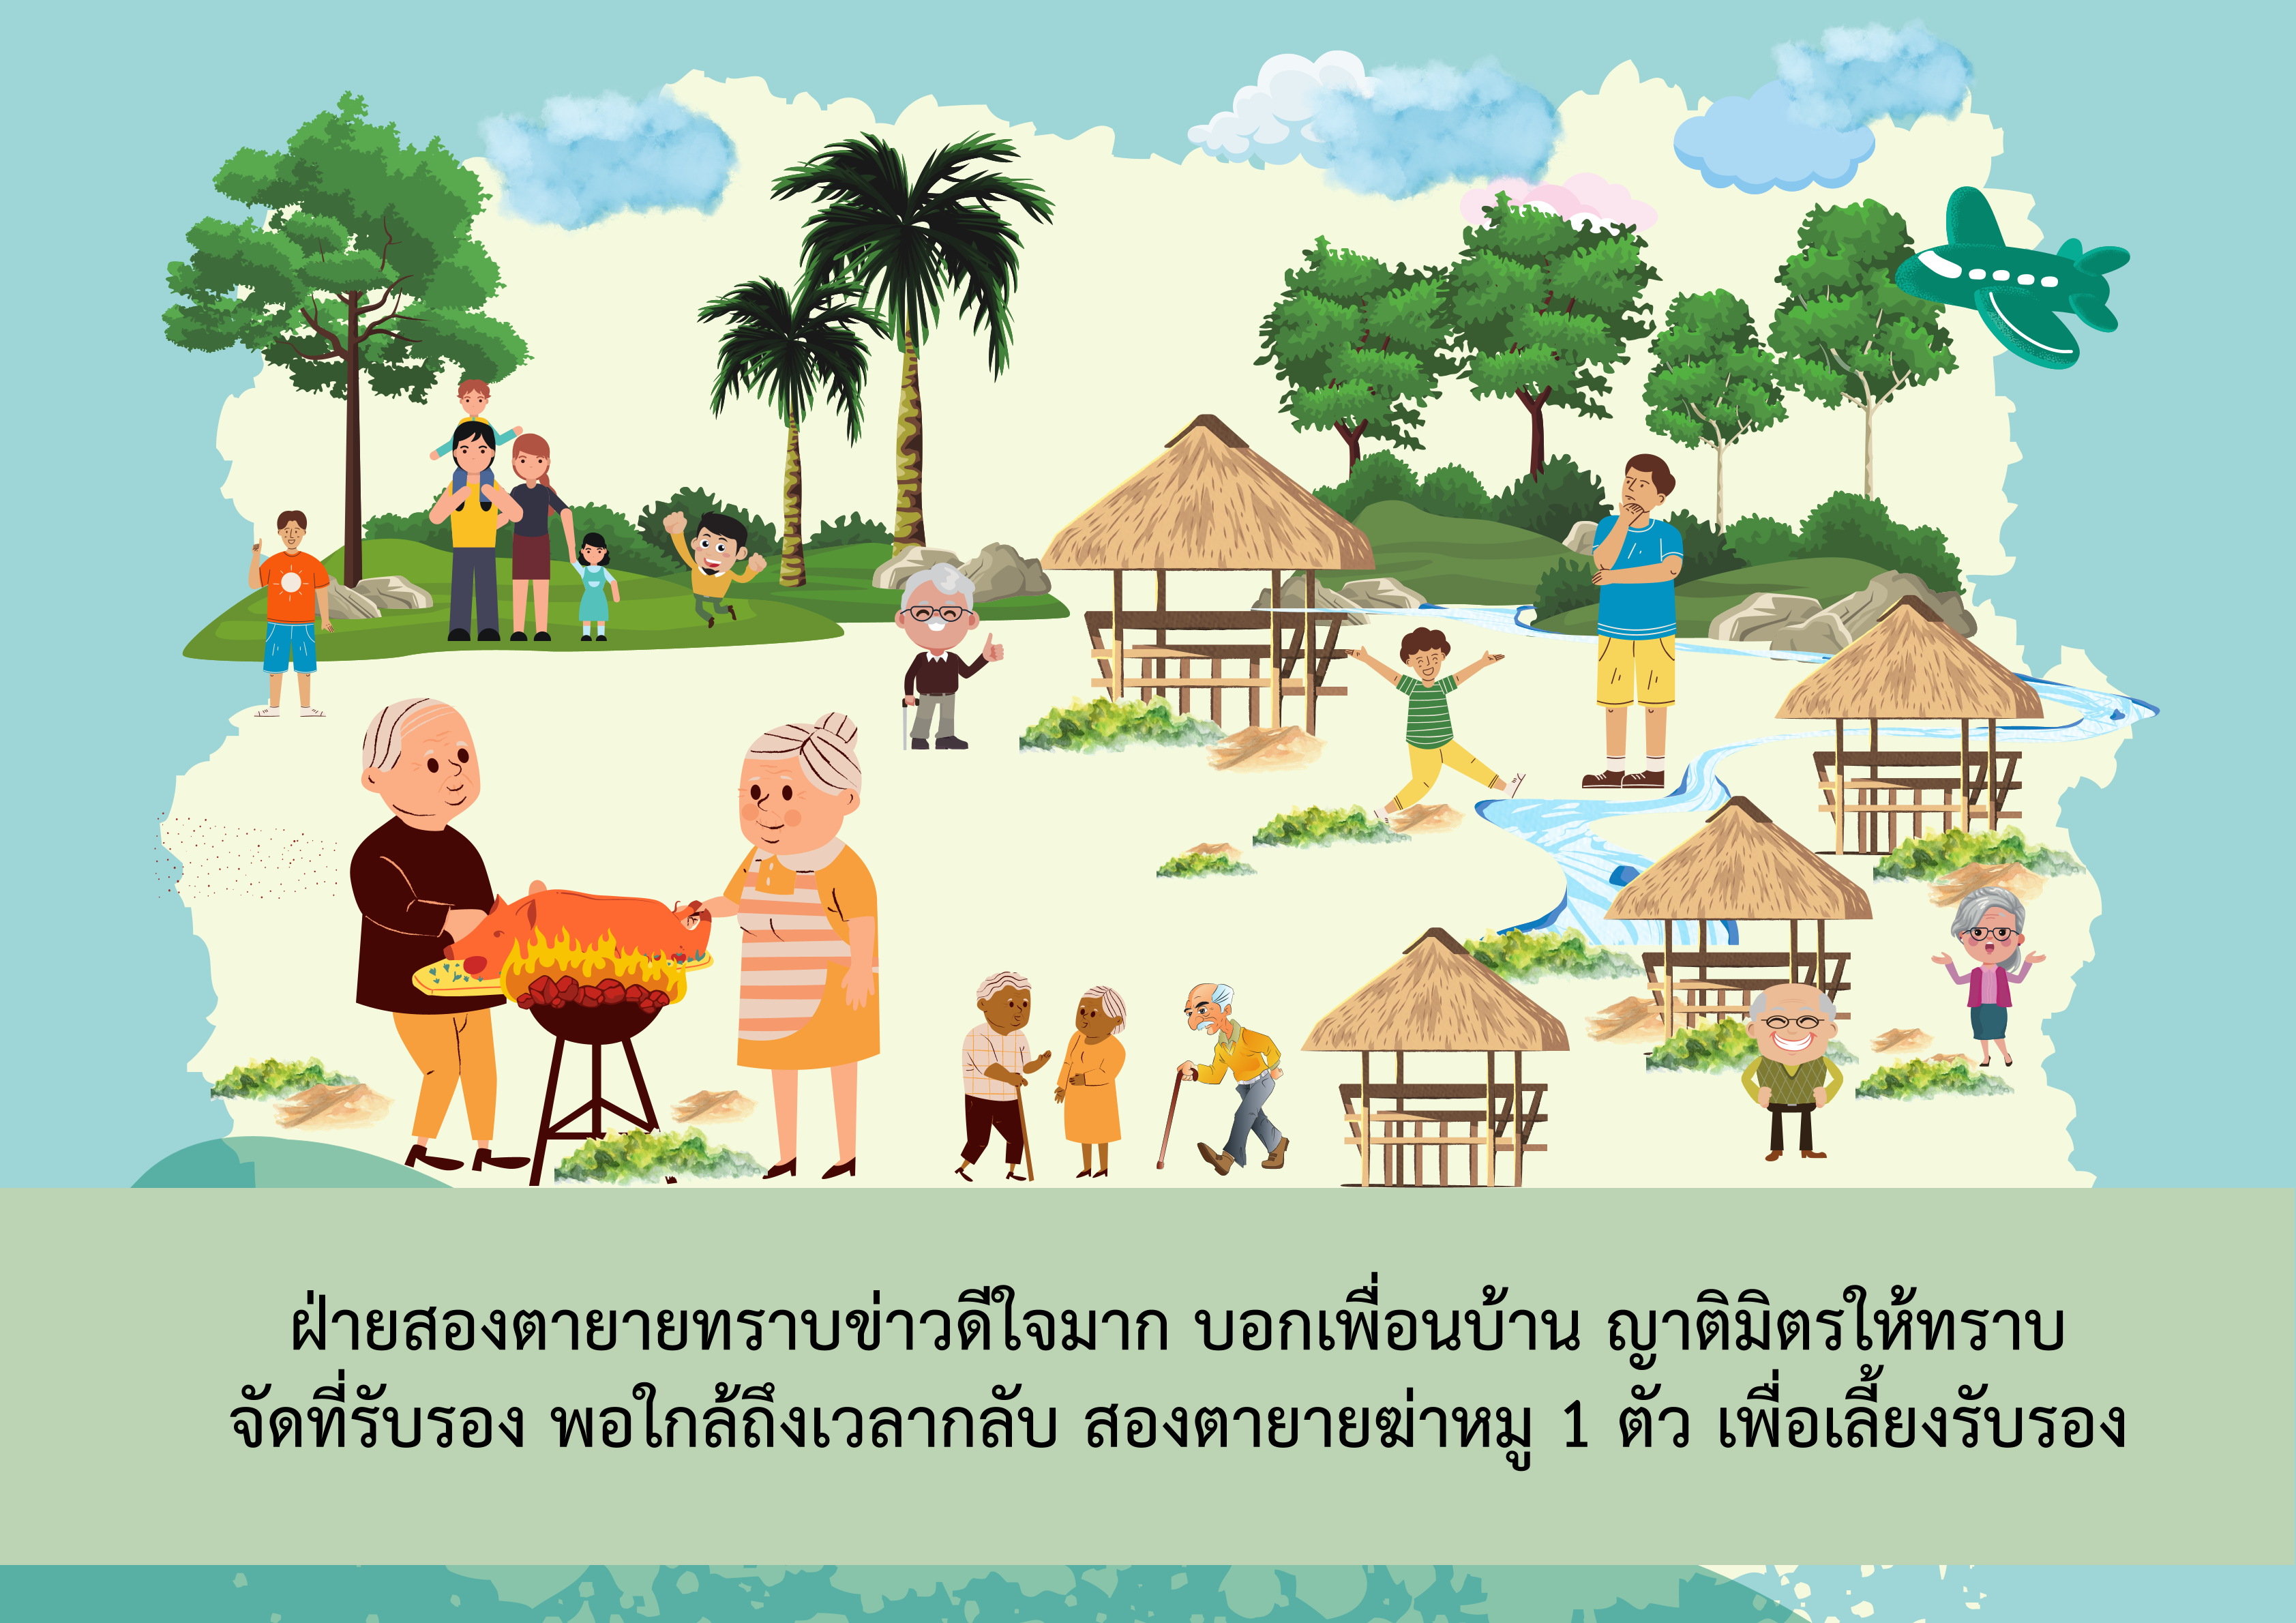 ฝ่ายสองตายายทราบข่าวดีใจมาก บอกเพื่อนบ้าน ญาติมิตรให้ทราบ
จัดที่รับรอง พอใกล้ถึงเวลากลับ สองตายายฆ่าหมู 1 ตัว เพื่อเลี้ยงรับรอง